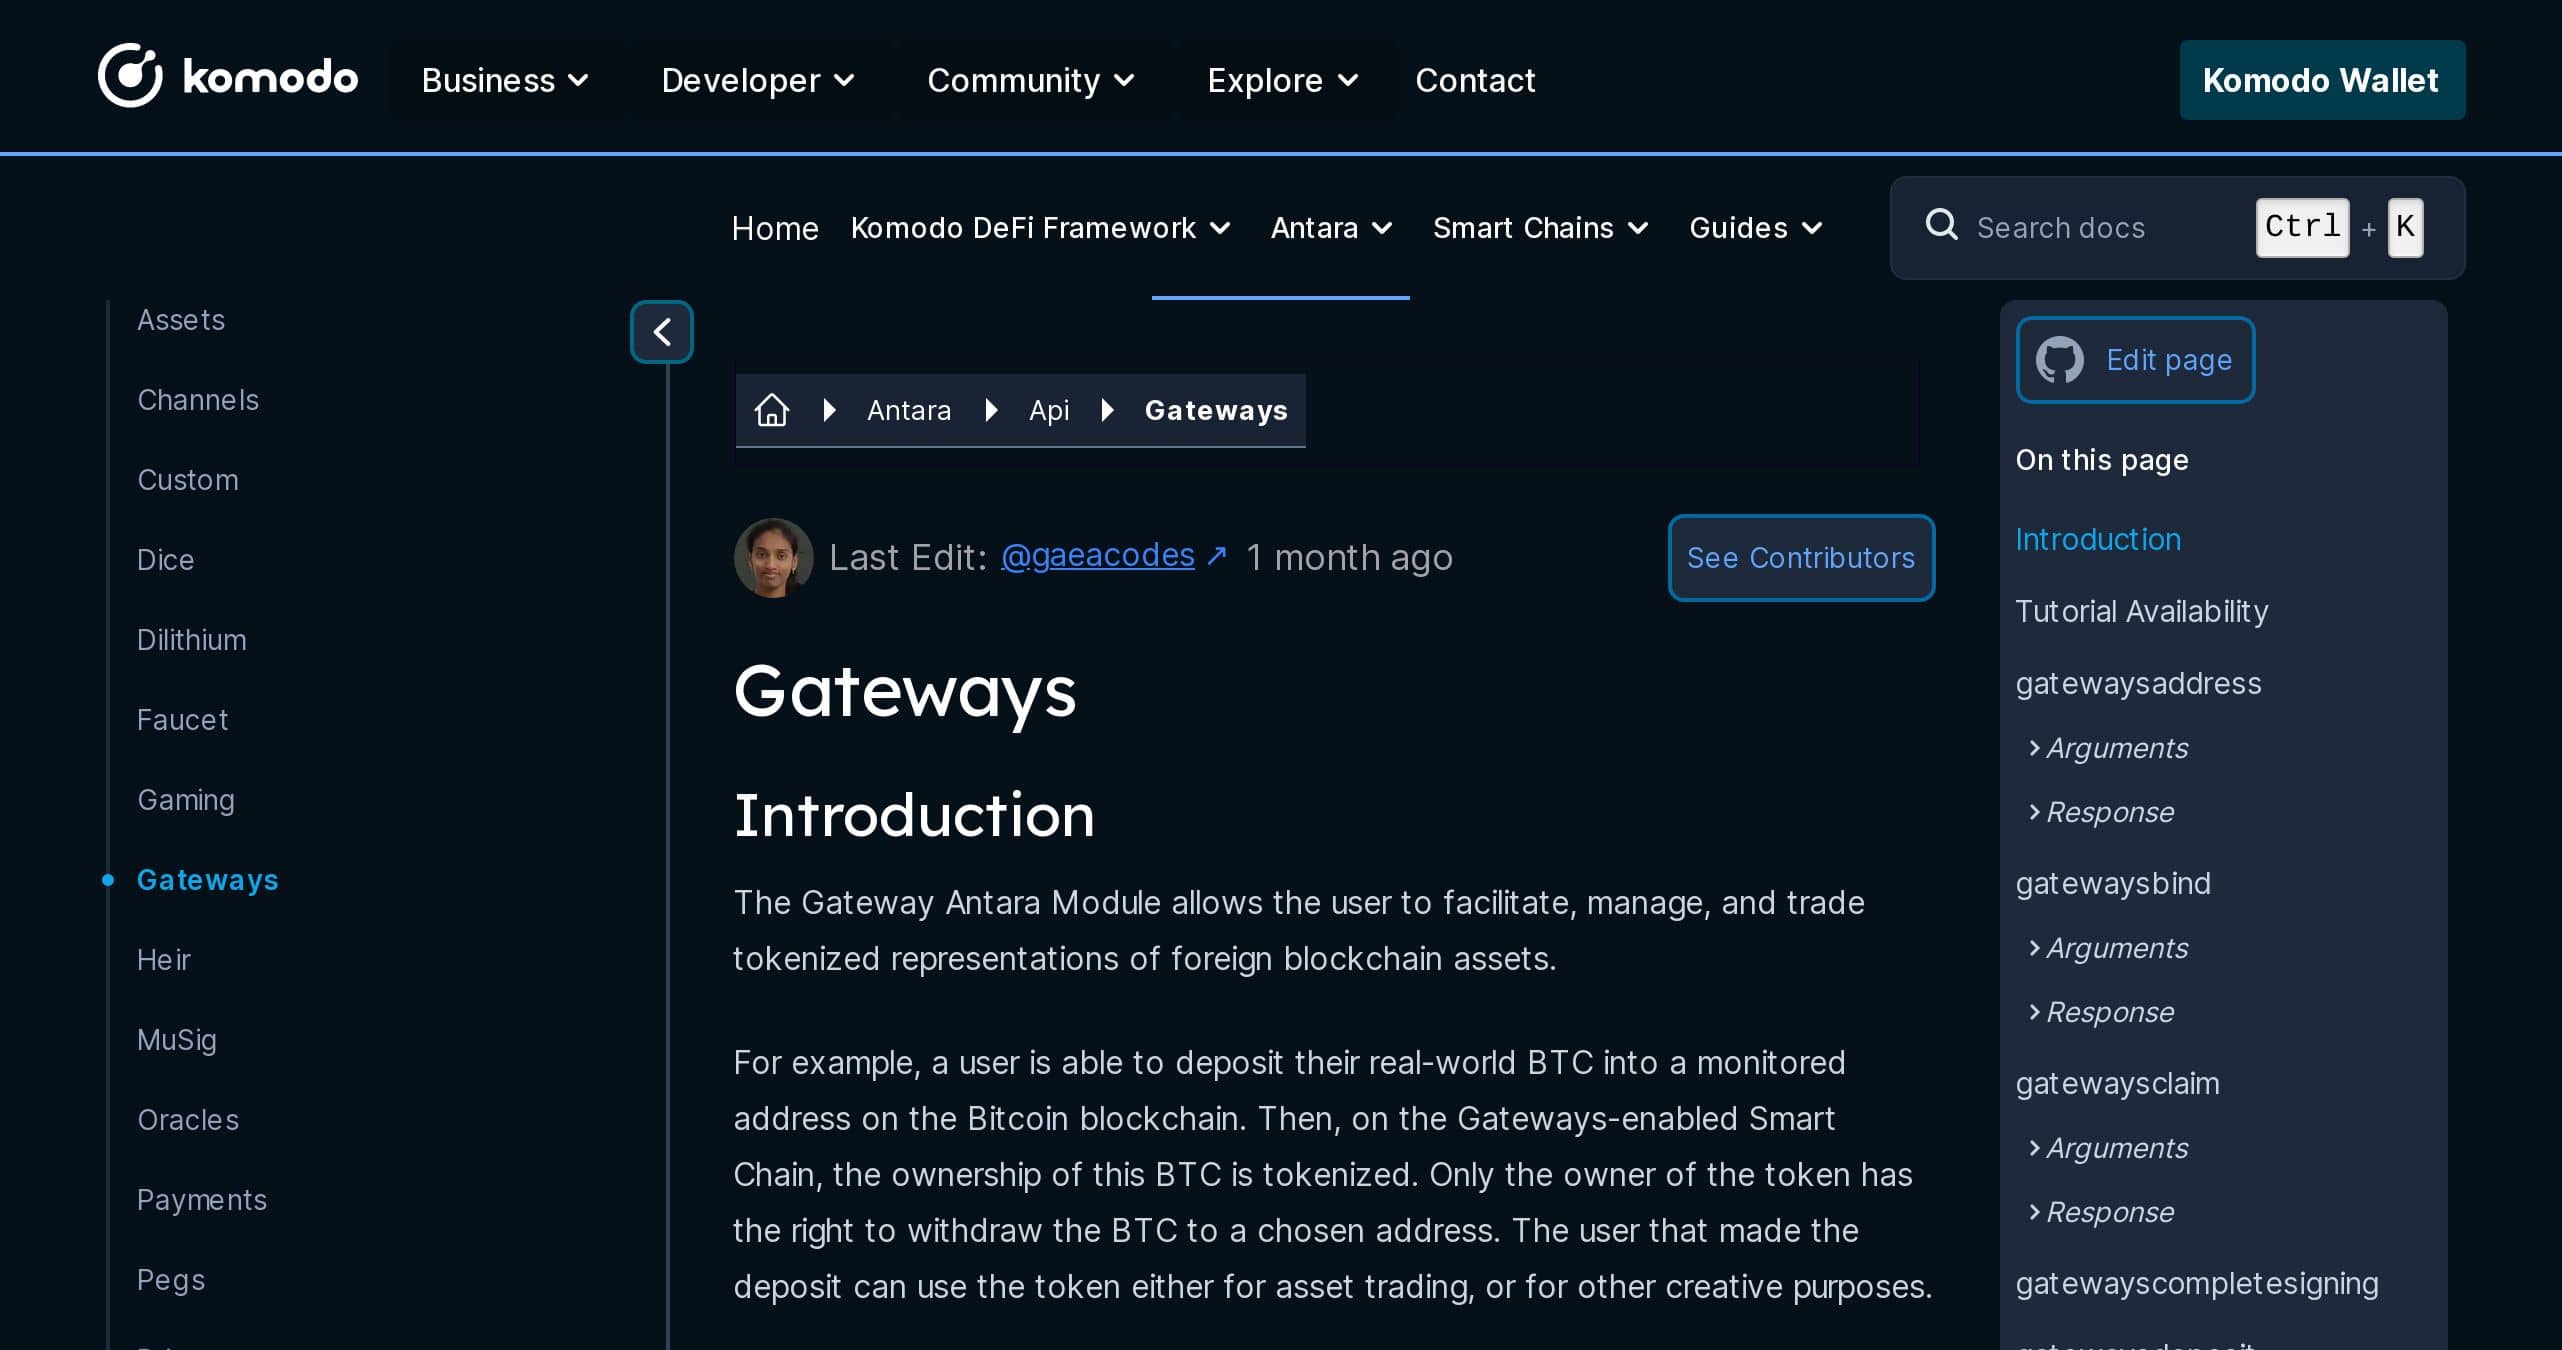 komodo Business Developer Community Explore Contact Komodo Wallet
Home Komodo DeFi Framework Antara Smart Chains Guides Search docs Ctrl + K
Assets
Channels
Custom
Dice
Dilithium
Faucet
Gaming
Gateways
Heir
MuSig
Oracles
Payments
Pegs
Antara Api Gateways
Last Edit: @gaeacodes ↗ 1 month ago See Contributors
Gateways
Introduction
The Gateway Antara Module allows the user to facilitate, manage, and trade
tokenized representations of foreign blockchain assets.
For example, a user is able to deposit their real-world BTC into a monitored
address on the Bitcoin blockchain. Then, on the Gateways-enabled Smart
Chain, the ownership of this BTC is tokenized. Only the owner of the token has
the right to withdraw the BTC to a chosen address. The user that made the
deposit can use the token either for asset trading, or for other creative purposes.
Edit page
On this page
Introduction
Tutorial Availability
gatewaysaddress
Arguments
Response
gatewaysbind
Arguments
Response
gatewaysclaim
Arguments
Response
gatewayscompletesigning
gatewaysdeposit